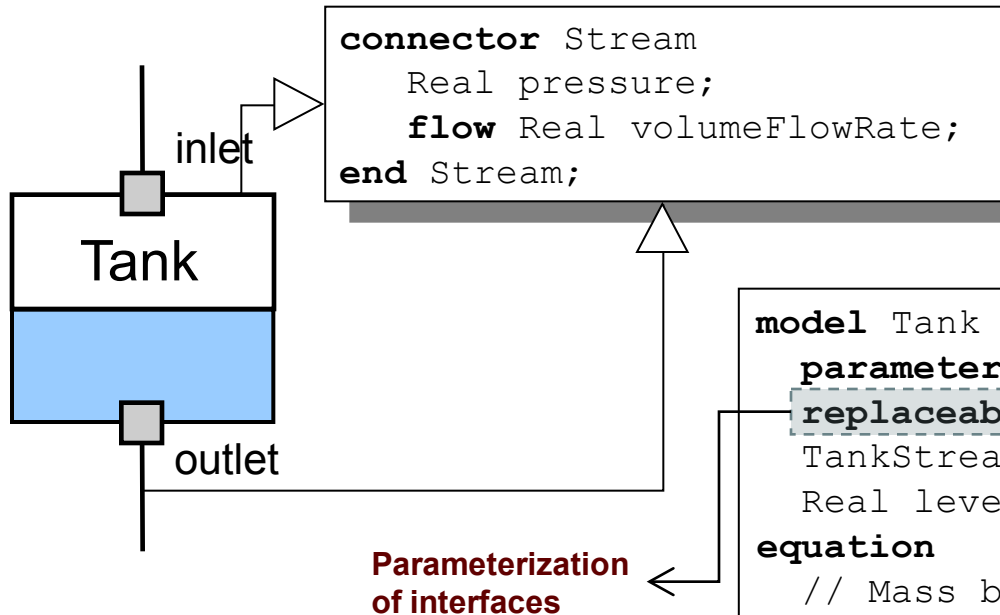 connector Stream
Real pressure;
flow Real volumeFlowRate;
end Stream;
inlet
Tank
outlet
model Tank
parameter
replaceab
TankStrea
Real leve
equation
// Mass b
Parameterization
of interfaces